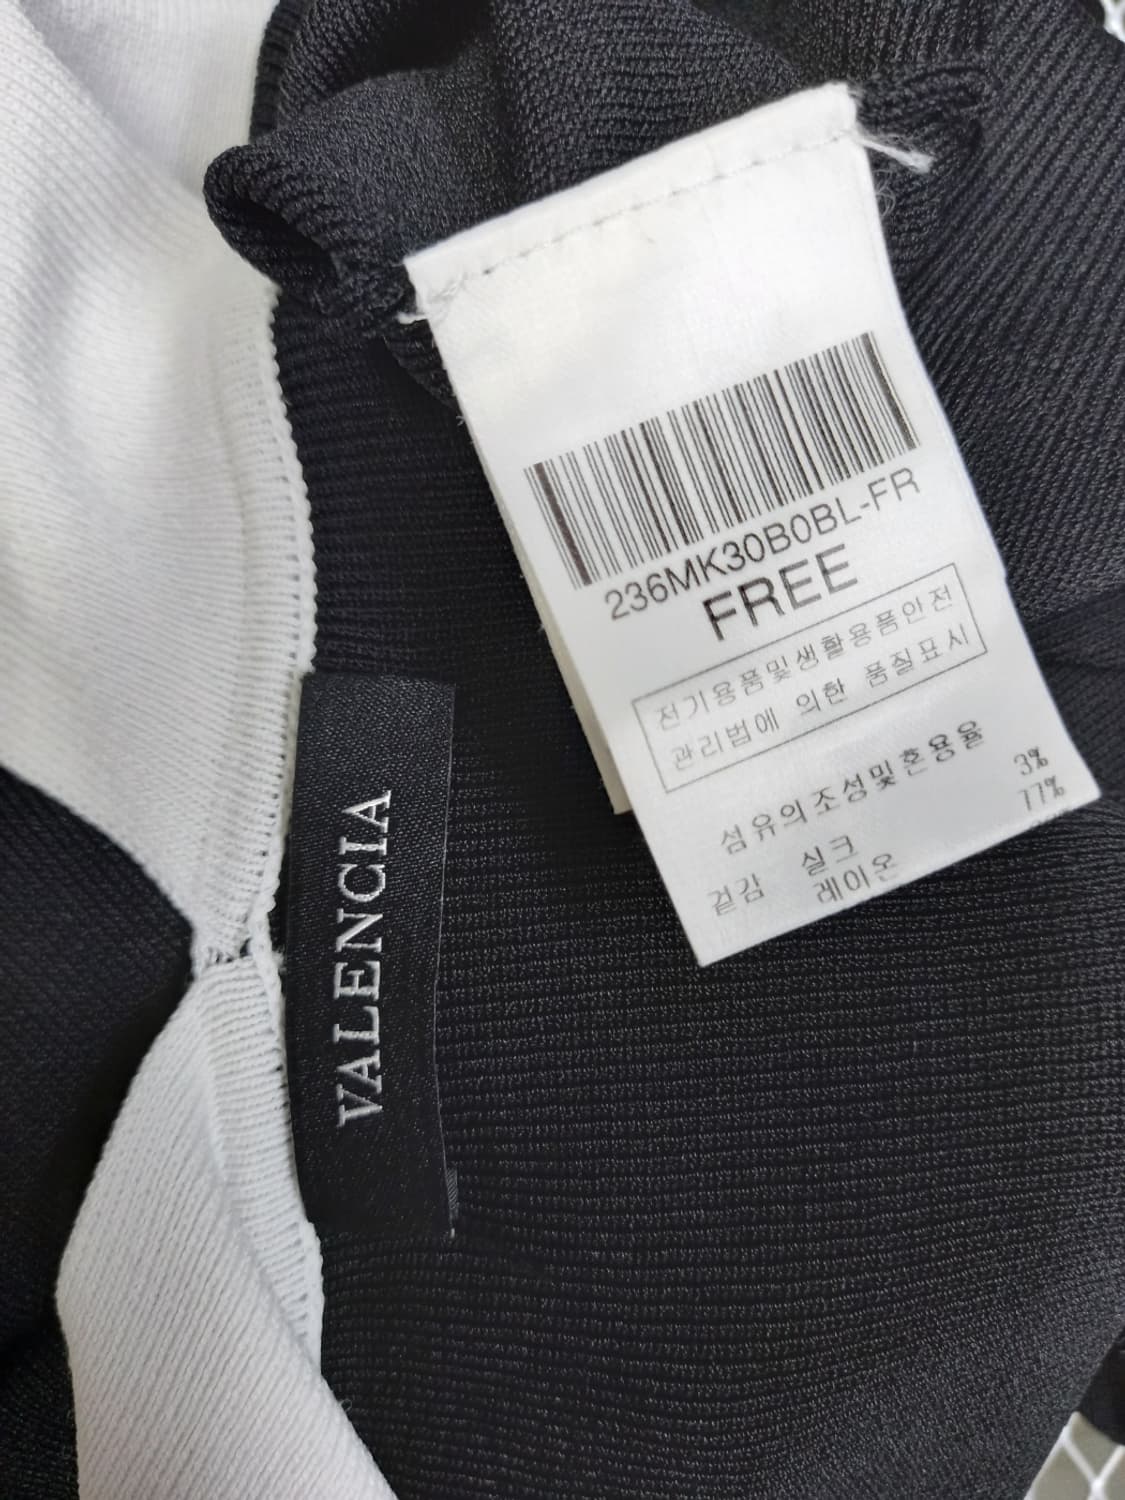 236MK30B0BL-FR
FREE
전기용품및생활용품안전
관리법에 의한 품질표시
섬유의조성및혼용율
겉감 실크 3%
레이온 77%
VALENCIA